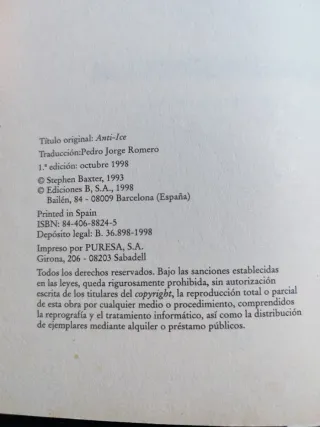 Título original: Anti-Ice
Traducción:Pedro Jorge Romero
1.ª edición: octubre 1998
© Stephen Baxter, 1993
© Ediciones B, S.A., 1998
Bailén, 84 - 08009 Barcelona (España)
Printed in Spain
ISBN: 84-406-8824-5
Depósito legal: B. 36.898-1998
Impreso por PURESA, S.A.
Girona, 206 - 08203 Sabadell
Todos los derechos reservados. Bajo las sanciones establecidas
en las leyes, queda rigurosamente prohibida, sin autorización
escrita de los titulares del copyright, la reproducción total o parcial
de esta obra por cualquier medio o procedimiento, comprendidos
la reprografía y el tratamiento informático, así como la distribución
de ejemplares mediante alquiler o préstamo públicos.